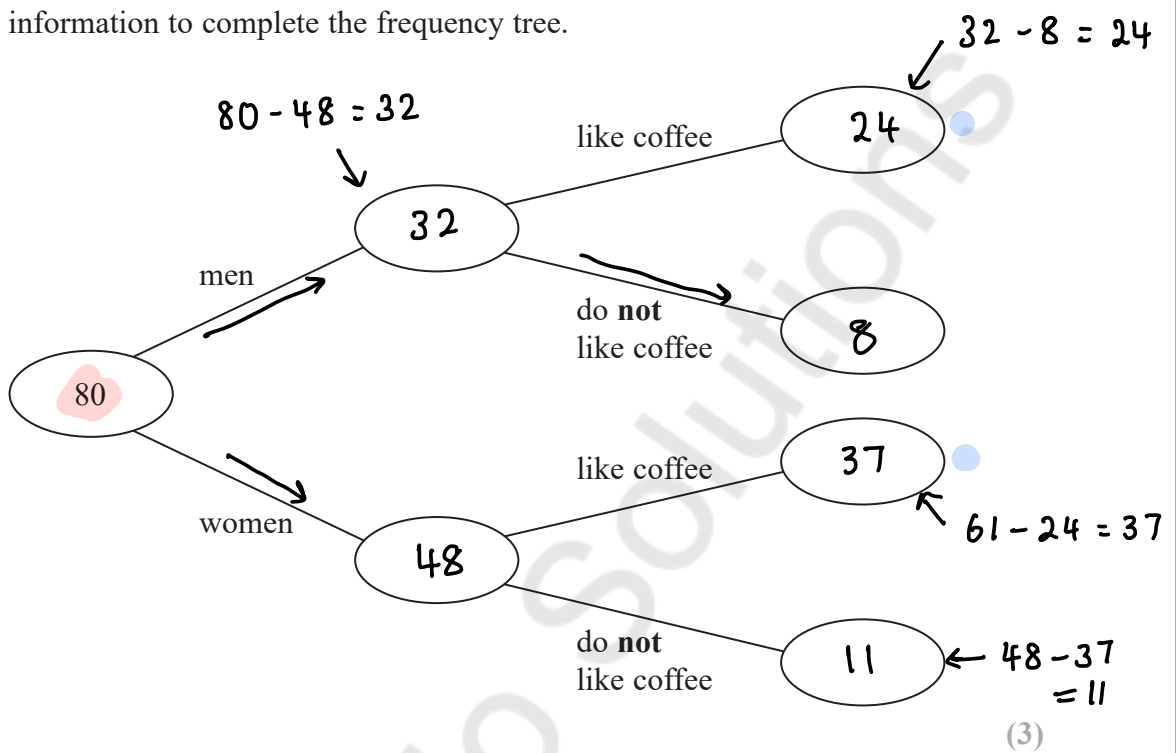 information to complete the frequency tree.
32 - 8 = 24
80 - 48 = 32
like coffee
24
32
men
do not
like coffee
8
80
like coffee
37
women
61 - 24 = 37
48
do not
like coffee
11
48 - 37
= 11
(3)
Solutions